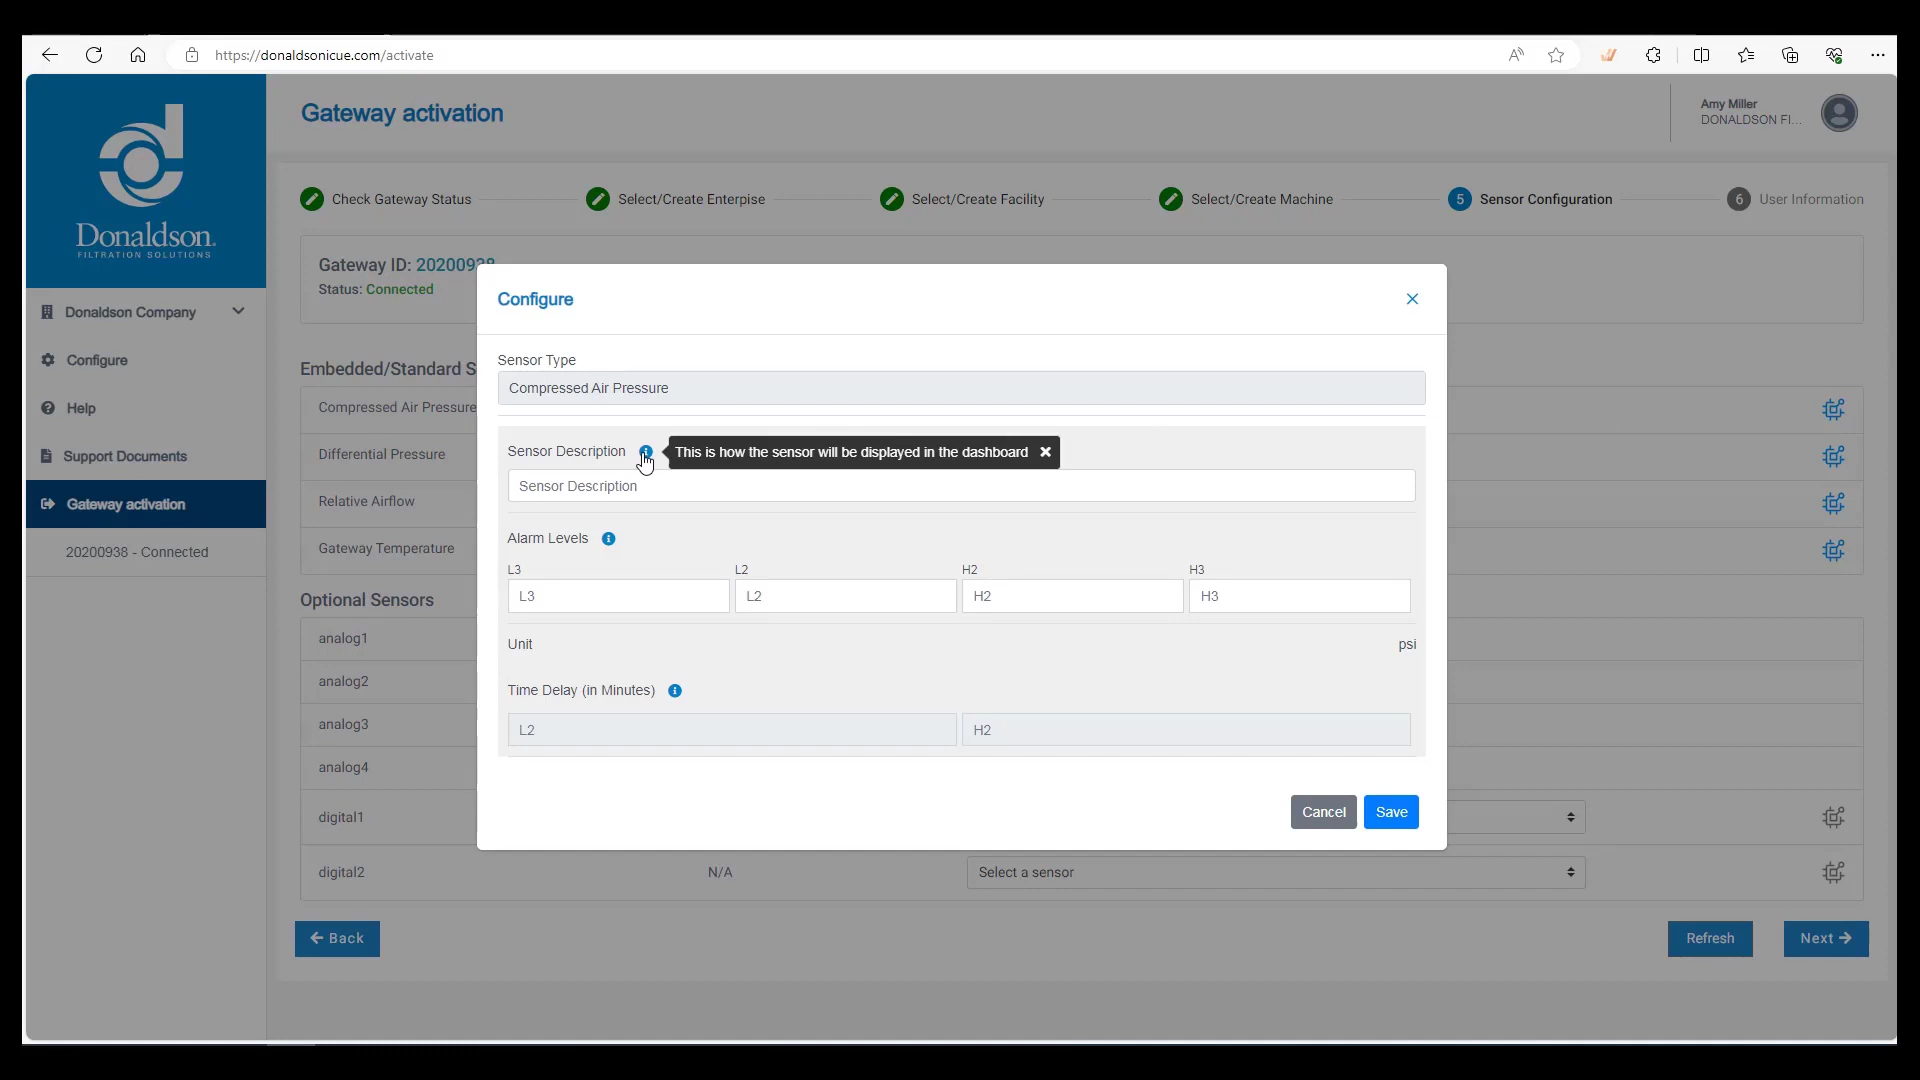 https://donaldsonicue.com/activate
Donaldson.
FILTRATION SOLUTIONS
Gateway activation
Amy Miller
DONALDSON FI...
Check Gateway Status
Select/Create Enterpise
Select/Create Facility
Select/Create Machine
5 Sensor Configuration
6 User Information
Donaldson Company
Configure
Help
Support Documents
Gateway activation
20200938 - Connected
Gateway ID: 20200938
Status: Connected
Embedded/Standard S
Compressed Air Pressure
Differential Pressure
Relative Airflow
Gateway Temperature
Optional Sensors
analog1
analog2
analog3
analog4
digital1
digital2 N/A Select a sensor
Configure
Sensor Type
Compressed Air Pressure
Sensor Description
This is how the sensor will be displayed in the dashboard
Sensor Description
Alarm Levels
L3 L2 H2 H3
L3 L2 H2 H3
Unit psi
Time Delay (in Minutes)
L2 H2
Cancel Save
Back Refresh Next